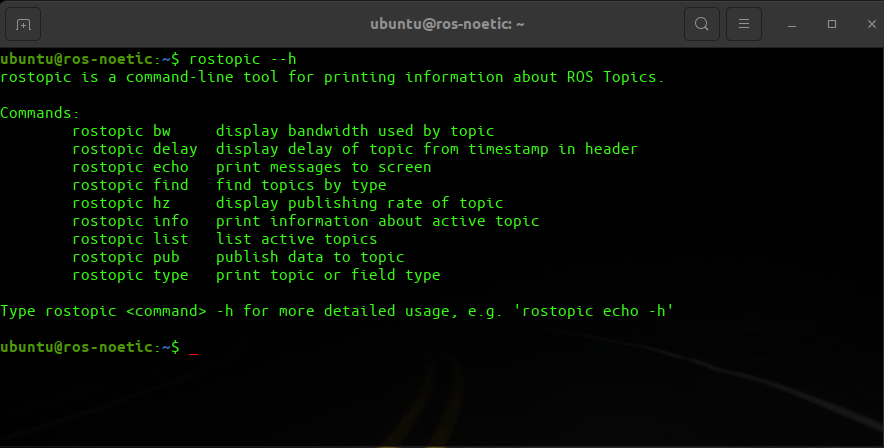 ubuntu@ros-noetic: ~
ubuntu@ros-noetic:~$ rostopic --h
rostopic is a command-line tool for printing information about ROS Topics.
Commands:
rostopic bw display bandwidth used by topic
rostopic delay display delay of topic from timestamp in header
rostopic echo print messages to screen
rostopic find find topics by type
rostopic hz display publishing rate of topic
rostopic info print information about active topic
rostopic list list active topics
rostopic pub publish data to topic
rostopic type print topic or field type
Type rostopic <command> -h for more detailed usage, e.g. 'rostopic echo -h'
ubuntu@ros-noetic:~$ _